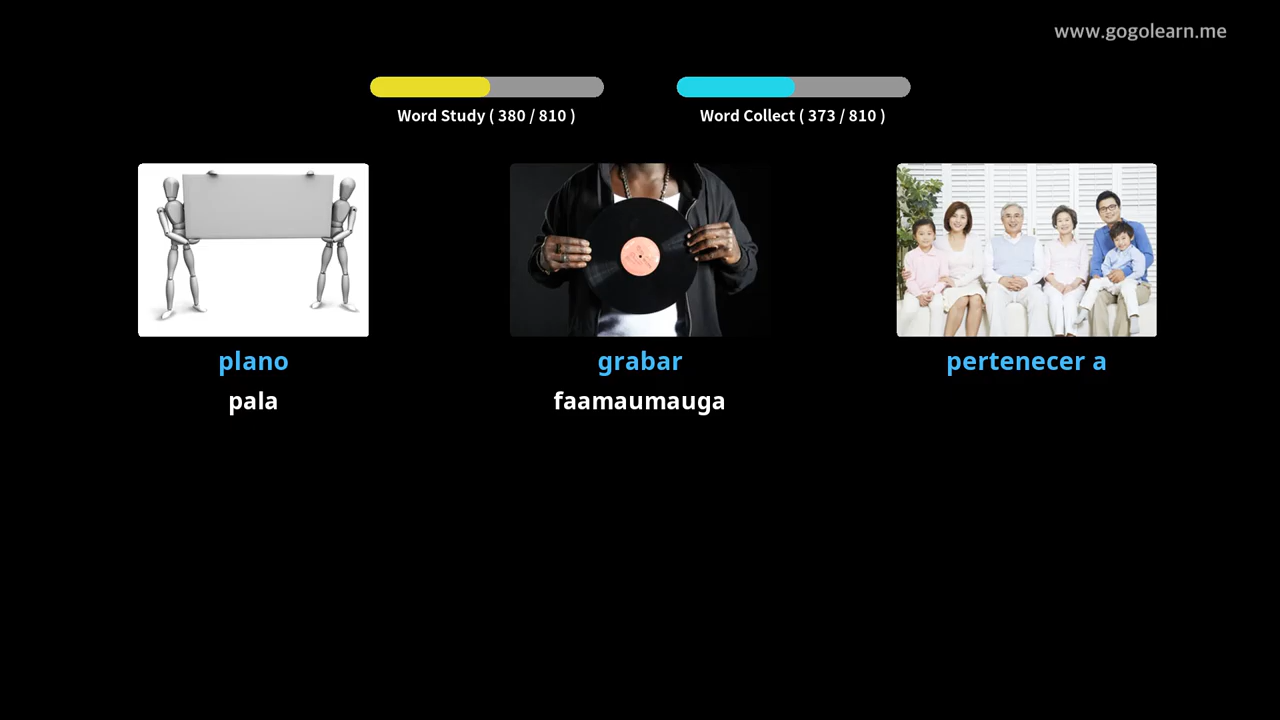 www.gogolearn.me
Word Study ( 380 / 810 )
Word Collect ( 373 / 810 )
plano
grabar
pertenecer a
pala
faamaumauga